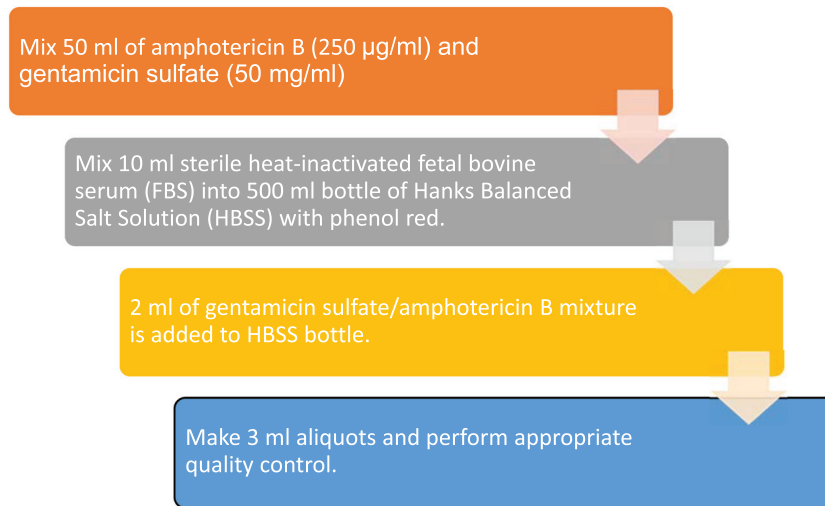 Mix 50 ml of amphotericin B (250 µg/ml) and
gentamicin sulfate (50 mg/ml)
Mix 10 ml sterile heat-inactivated fetal bovine
serum (FBS) into 500 ml bottle of Hanks Balanced
Salt Solution (HBSS) with phenol red.
2 ml of gentamicin sulfate/amphotericin B mixture
is added to HBSS bottle.
Make 3 ml aliquots and perform appropriate
quality control.